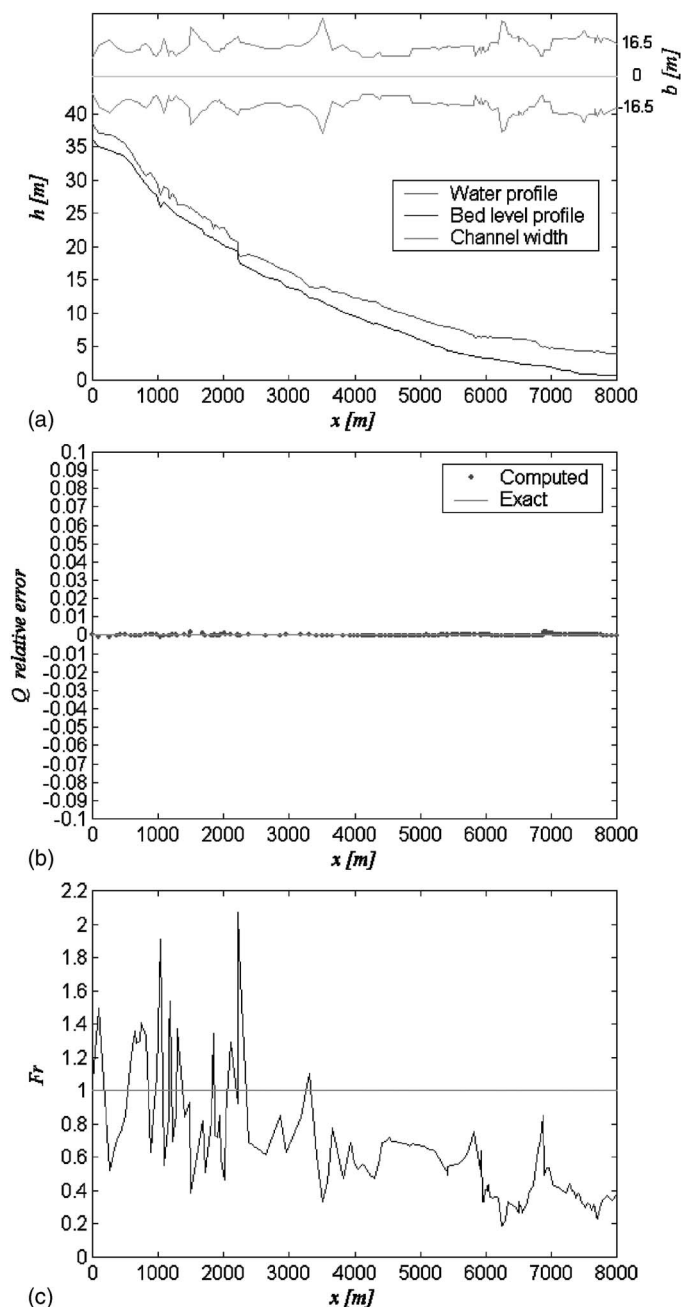 16.5
0
-16.5
b [m]
40
35
30
25
20
15
10
5
0
h [m]
Water profile
Bed level profile
Channel width
0 1000 2000 3000 4000 5000 6000 7000 8000
(a)
x [m]
0.1
0.09
0.08
0.07
0.06
0.05
0.04
0.03
0.02
0.01
0
-0.01
-0.02
-0.03
-0.04
-0.05
-0.06
-0.07
-0.08
-0.09
-0.1
Q relative error
Computed
Exact
0 1000 2000 3000 4000 5000 6000 7000 8000
(b)
x [m]
2.2
2
1.8
1.6
1.4
1.2
1
0.8
0.6
0.4
0.2
0
Fr
0 1000 2000 3000 4000 5000 6000 7000 8000
(c)
x [m]